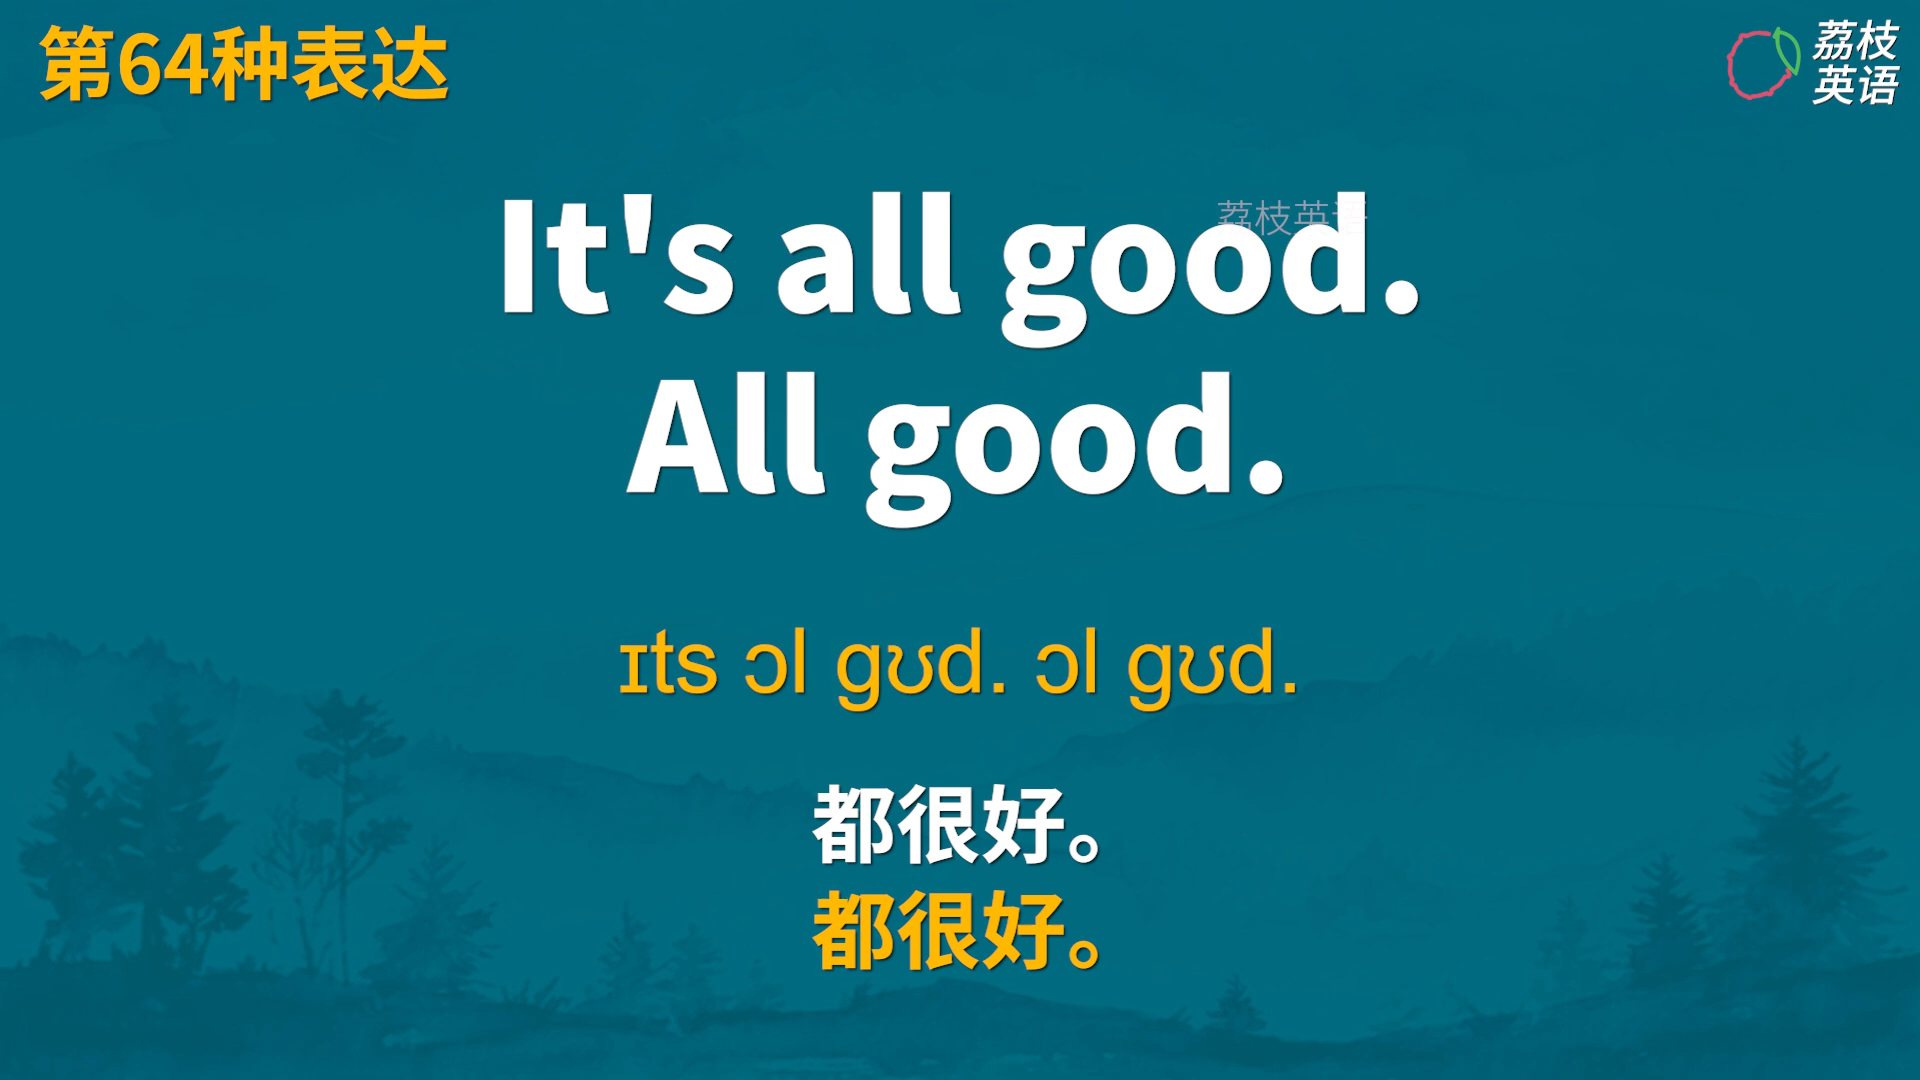 第64种表达
荔枝
英语
荔枝英语
It's all good.
All good.
ɪts ɔl gʊd. ɔl gʊd.
都很好。
都很好。